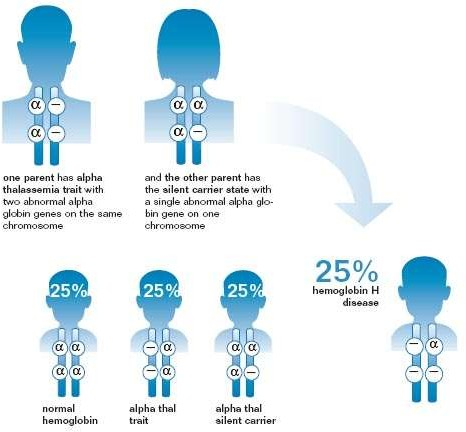 α –
α –
α α
α –
one parent has alpha
thalassemia trait with
two abnormal alpha
globin genes on the same
chromosome
and the other parent has
the silent carrier state with
a single abnormal alpha glo-
bin gene on one
chromosome
25%
hemoglobin H
disease
– α
– –
25%
α α
α α
normal
hemoglobin
25%
– α
– α
alpha thal
trait
25%
α α
α –
alpha thal
silent carrier